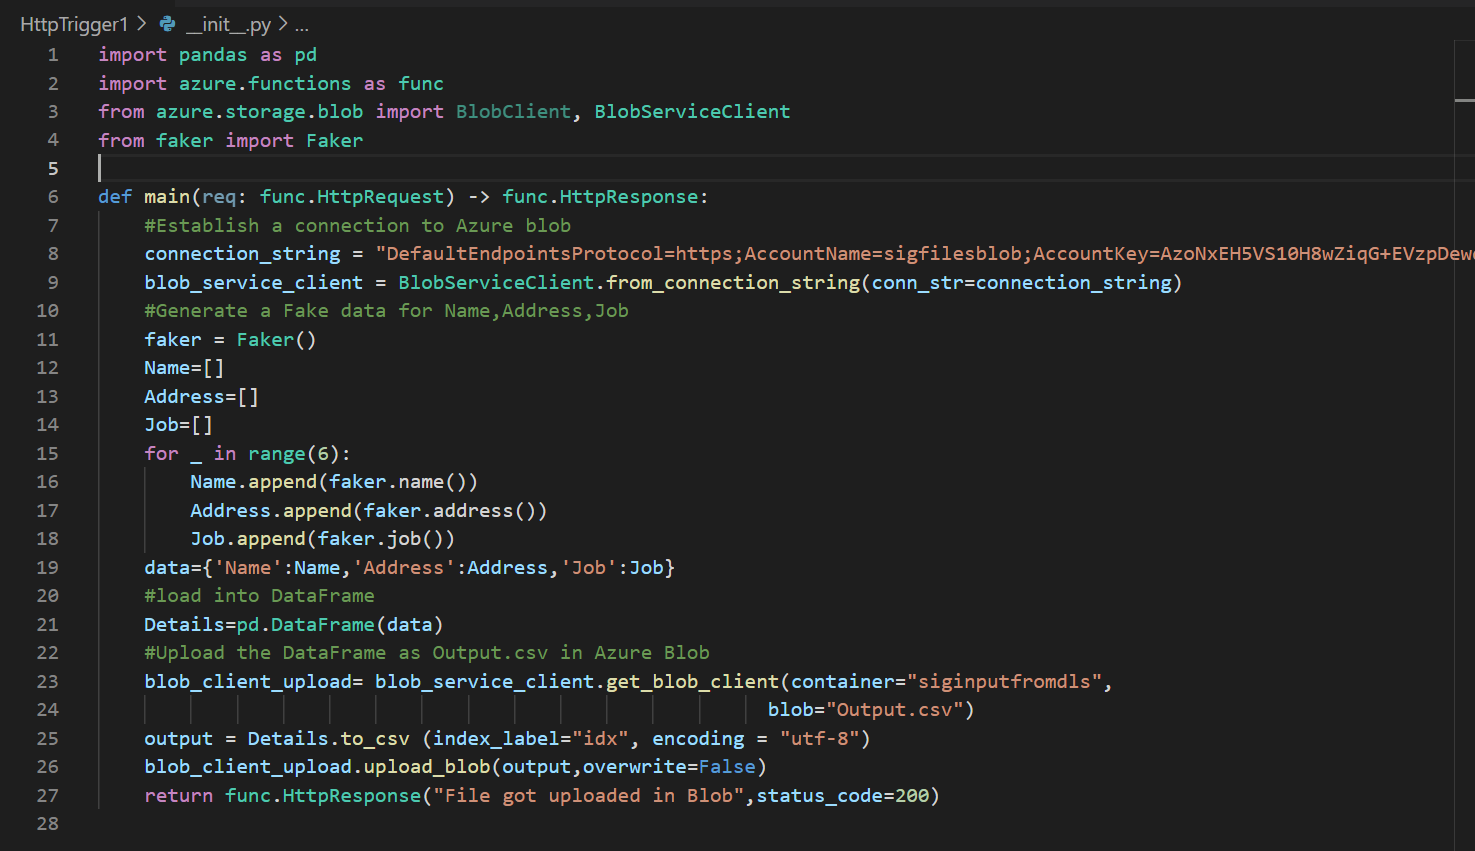 HttpTrigger1 > __init__.py > ...
1 import pandas as pd
2 import azure.functions as func
3 from azure.storage.blob import BlobClient, BlobServiceClient
4 from faker import Faker
5
6 def main(req: func.HttpRequest) -> func.HttpResponse:
7     #Establish a connection to Azure blob
8     connection_string = "DefaultEndpointsProtocol=https;AccountName=sigfilesblob;AccountKey=AzoNxEH5VS10H8wZiqG+EVzpDew
9     blob_service_client = BlobServiceClient.from_connection_string(conn_str=connection_string)
10     #Generate a Fake data for Name,Address,Job
11     faker = Faker()
12     Name=[]
13     Address=[]
14     Job=[]
15     for _ in range(6):
16         Name.append(faker.name())
17         Address.append(faker.address())
18         Job.append(faker.job())
19     data={'Name':Name,'Address':Address,'Job':Job}
20     #load into DataFrame
21     Details=pd.DataFrame(data)
22     #Upload the DataFrame as Output.csv in Azure Blob
23     blob_client_upload= blob_service_client.get_blob_client(container="siginputfromdls",
24                                                       blob="Output.csv")
25     output = Details.to_csv (index_label="idx", encoding = "utf-8")
26     blob_client_upload.upload_blob(output,overwrite=False)
27     return func.HttpResponse("File got uploaded in Blob",status_code=200)
28